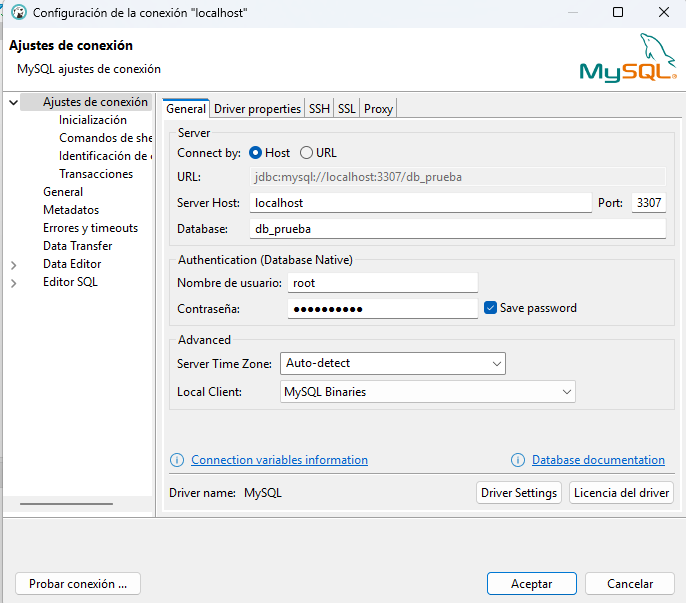 Configuración de la conexión "localhost"
Ajustes de conexión
MySQL ajustes de conexión
MySQL®
Ajustes de conexión
Inicialización
Comandos de she
Identificación de
Transacciones
General
Metadatos
Errores y timeouts
Data Transfer
Data Editor
Editor SQL
General Driver properties SSH SSL Proxy
Server
Connect by: Host URL
URL: jdbc:mysql://localhost:3307/db_prueba
Server Host: localhost Port: 3307
Database: db_prueba
Authentication (Database Native)
Nombre de usuario: root
Contraseña: •••••••••• Save password
Advanced
Server Time Zone: Auto-detect
Local Client: MySQL Binaries
Connection variables information Database documentation
Driver name: MySQL Driver Settings Licencia del driver
Probar conexión ... Aceptar Cancelar